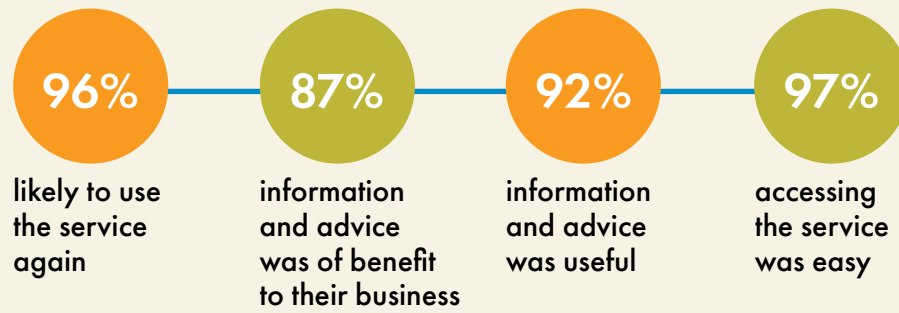 96%
87%
92%
97%
likely to use
the service
again
information
and advice
was of benefit
to their business
information
and advice
was useful
accessing
the service
was easy